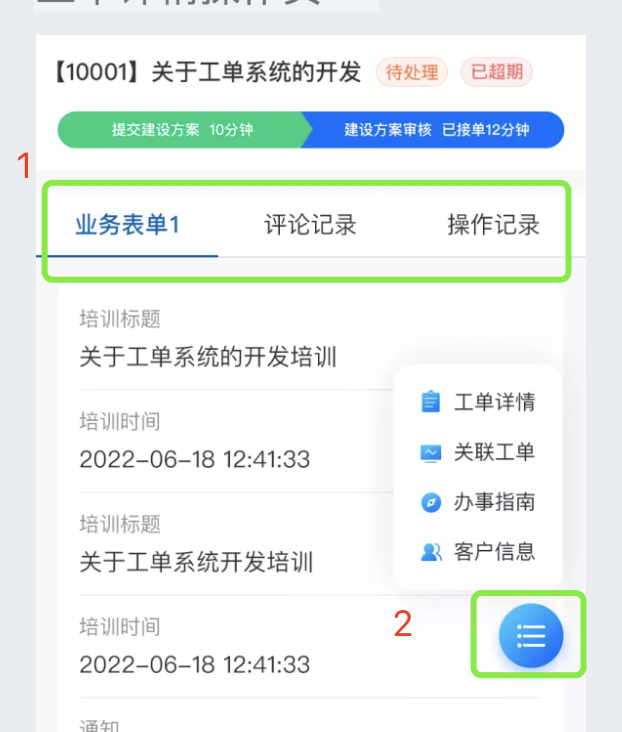 【10001】关于工单系统的开发 待处理 已超期
提交建设方案 10分钟 建设方案审核 已接单12分钟
1
业务表单1 评论记录 操作记录
培训标题
关于工单系统的开发培训
工单详情
培训时间
关联工单
2022-06-18 12:41:33
办事指南
培训标题
客户信息
关于工单系统开发培训
2
培训时间
2022-06-18 12:41:33
通知